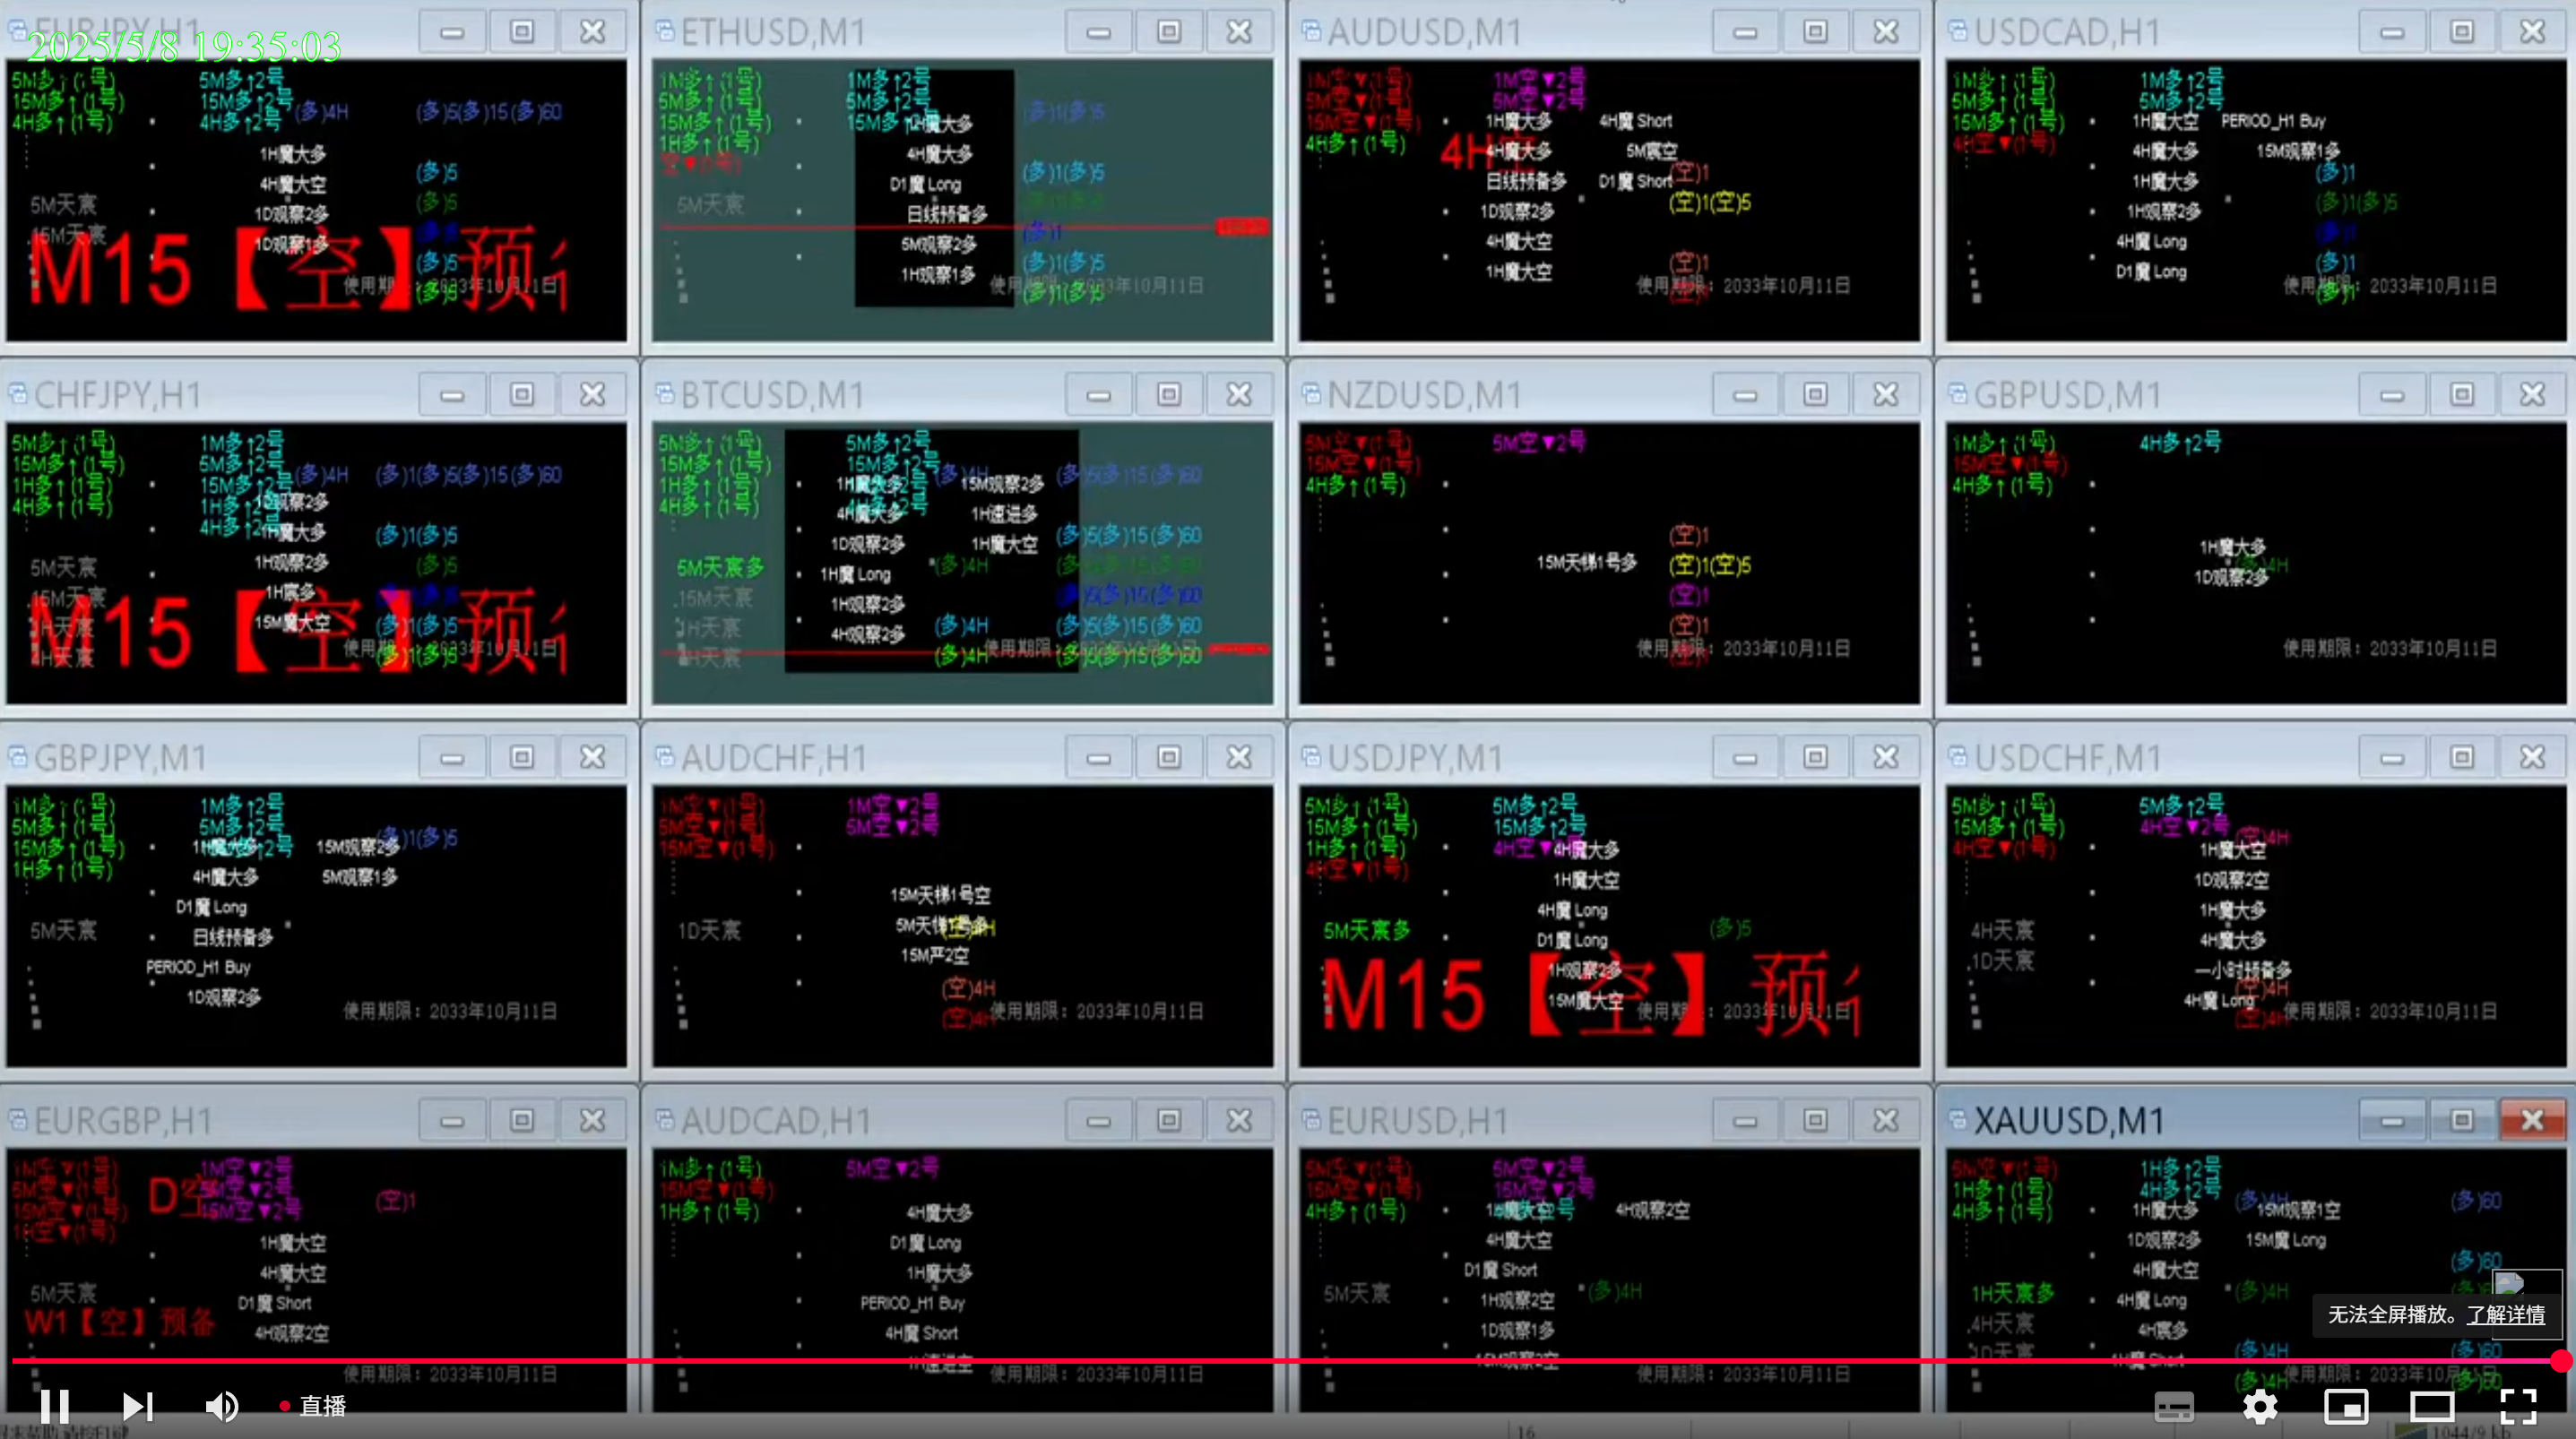 EURJPY,H1
2025/5/8 19:35:03
5M多↑(1号)
15M多↑(1号)
4H多↑(1号)
5M多↑2号
15M多↑2号
4H多↑2号
(多)4H
(多)5(多)15(多)60
1H魔大多
4H魔大空
1D观察2多
1D观察1多
(多)5
(多)5
(多)5
(多)5
5M天宸
15M天宸
M15【空】预
ETHUSD,M1
1M多↑(1号)
5M多↑(1号)
15M多↑(1号)
1H多↑(1号)
空▼(1号)
1M多↑2号
5M多↑2号
15M多↑2号
1H魔大多
4H魔大多
D1魔 Long
日线预备多
5M观察2多
1H观察1多
(多)1(多)5
(多)1(多)5
(多)1
(多)1(多)5
(多)1(多)5
5M天宸
AUDUSD,M1
1M空▼(1号)
5M空▼(1号)
15M空▼(1号)
4H多↑(1号)
1M空▼2号
5M空▼2号
1H魔大多
4H魔大多
日线预备多
1D观察2多
4H魔大空
1H魔大空
4H魔 Short
5M宸空
D1魔 Short
(空)1
(空)1(空)5
(空)1
使用期限：2033年10月11日
USDCAD,H1
1M多↑(1号)
5M多↑(1号)
15M多↑(1号)
4H空▼(1号)
1M多↑2号
5M多↑2号
1H魔大空
4H魔大多
1H魔大多
1H观察2多
4H魔 Long
D1魔 Long
PERIOD_H1 Buy
15M观察1多
(多)1
(多)1(多)5
(多)1
(多)1
(多)1
使用期限：2033年10月11日
CHFJPY,H1
5M多↑(1号)
15M多↑(1号)
1H多↑(1号)
4H多↑(1号)
1M多↑2号
5M多↑2号
15M多↑2号
1H多↑2号
4H多↑2号
(多)4H
(多)1(多)5(多)15(多)60
1D观察2多
1H魔大多
1H观察2多
1H宸多
15M魔大空
(多)1(多)5
(多)5
(多)1(多)5
(多)1(多)5
5M天宸
15M天宸
1H天宸
4H天宸
M15【空】预
BTCUSD,M1
5M多↑(1号)
15M多↑(1号)
1H多↑(1号)
4H多↑(1号)
5M多↑2号
15M多↑2号
(多)4H
1H魔大多
4H魔大多
1D观察2多
1H魔 Long
1H观察2多
4H观察2多
15M观察2多
1H速进多
1H魔大空
(多)5(多)15(多)60
(多)5(多)15(多)60
(多)4H
(多)5(多)15(多)60
(多)4H
(多)5(多)15(多)60
(多)4H
(多)5(多)15(多)60
5M天宸多
15M天宸
1H天宸
4H天宸
NZDUSD,M1
5M空▼(1号)
15M空▼(1号)
4H多↑(1号)
5M空▼2号
15M天梯1号多
(空)1
(空)1(空)5
(空)1
(空)1
使用期限：2033年10月11日
GBPUSD,M1
1M多↑(1号)
15M空▼(1号)
4H多↑(1号)
4H多↑2号
1H魔大多
1D观察2多
使用期限：2033年10月11日
GBPJPY,M1
1M多↑(1号)
5M多↑(1号)
15M多↑(1号)
1H多↑(1号)
1M多↑2号
5M多↑2号
15M多↑2号
(多)1(多)5
1H魔大多
4H魔大多
D1魔 Long
日线预备多
PERIOD_H1 Buy
1D观察2多
15M观察2多
5M观察1多
5M天宸
使用期限：2033年10月11日
AUDCHF,H1
1M空▼(1号)
5M空▼(1号)
15M空▼(1号)
1M空▼2号
5M空▼2号
15M天梯1号空
5M天梯1号多
15M严2空
(空)4H
(空)4H
(空)4H
1D天宸
使用期限：2033年10月11日
USDJPY,M1
5M多↑(1号)
15M多↑(1号)
1H多↑(1号)
4H空▼(1号)
5M多↑2号
15M多↑2号
4H空▼2号
4H魔大多
1H魔大空
4H魔 Long
D1魔 Long
1H观察2多
15M魔大空
(多)5
5M天宸多
M15【空】预
USDCHF,M1
5M多↑(1号)
15M多↑(1号)
4H空▼(1号)
5M多↑2号
4H空▼2号
(空)4H
1H魔大空
1D观察2空
1H魔大多
4H魔大多
一小时预备多
4H魔 Long
(空)4H
(空)4H
4H天宸
1D天宸
使用期限：2033年10月11日
EURGBP,H1
1M空▼(1号)
5M空▼(1号)
15M空▼(1号)
1H空▼(1号)
D空
1M空▼2号
5M空▼2号
15M空▼2号
(空)1
1H魔大空
4H魔大空
D1魔 Short
4H观察2空
5M天宸
W1【空】预备
使用期限：2033年10月11日
AUDCAD,H1
1M多↑(1号)
15M空▼(1号)
1H多↑(1号)
5M空▼2号
4H魔大多
D1魔 Long
1H魔大多
PERIOD_H1 Buy
4H魔 Short
1H速进空
使用期限：2033年10月11日
EURUSD,H1
5M空▼(1号)
15M空▼(1号)
4H多↑(1号)
5M空▼2号
15M空▼2号
4H魔大空
D1魔 Short
1H观察2空
1D观察1多
15M观察2空
4H观察2空
(多)4H
5M天宸
使用期限：2033年10月11日
XAUUSD,M1
5M空▼(1号)
1H多↑(1号)
4H多↑(1号)
1H多↑2号
4H多↑2号
(多)4H
(多)60
1H魔大多
1D观察2多
4H魔大空
4H魔 Long
4H宸多
4H魔 Short
15M观察1空
15M魔 Long
(多)60
(多)4H
(多)4H
(多)60
(多)4H
(多)60
1H天宸多
4H天宸
1D天宸
使用期限：2033年10月11日
无法全屏播放。了解详情
直播
16
1044/9 kb